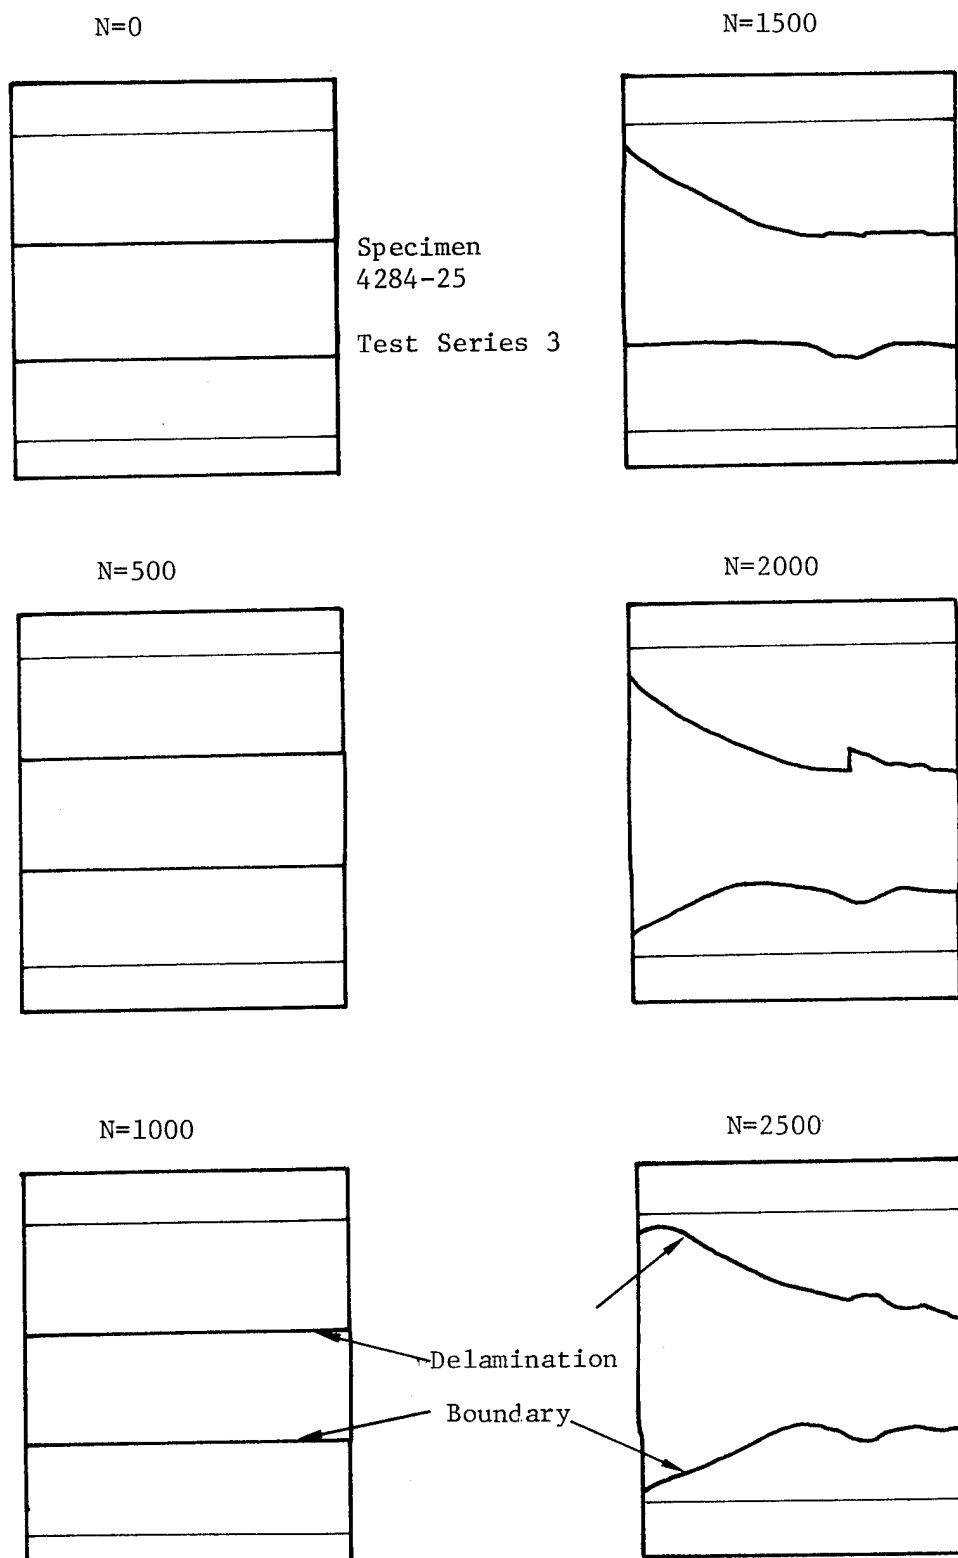 N=0
N=1500
Specimen
4284-25
Test Series 3
N=500
N=2000
N=1000
N=2500
Delamination
Boundary